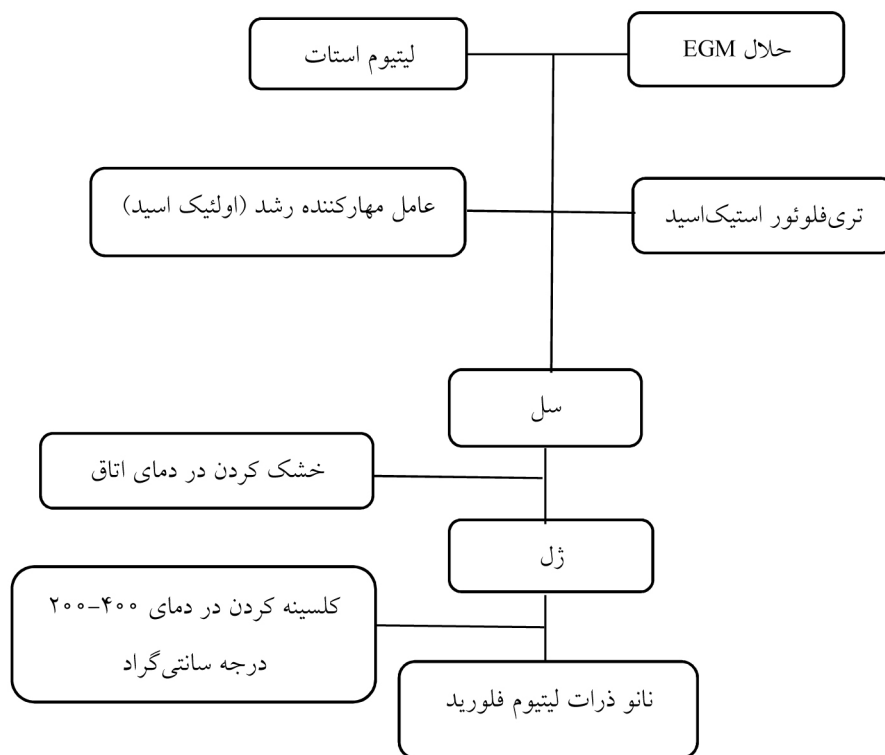 حلال EGM
لیتیوم استات
تری‌فلوئور استیک‌اسید
عامل مهارکننده رشد (اولئیک اسید)
سل
خشک کردن در دمای اتاق
ژل
کلسینه کردن در دمای ۴۰۰-۲۰۰
درجه سانتی‌گراد
نانو ذرات لیتیوم فلورید